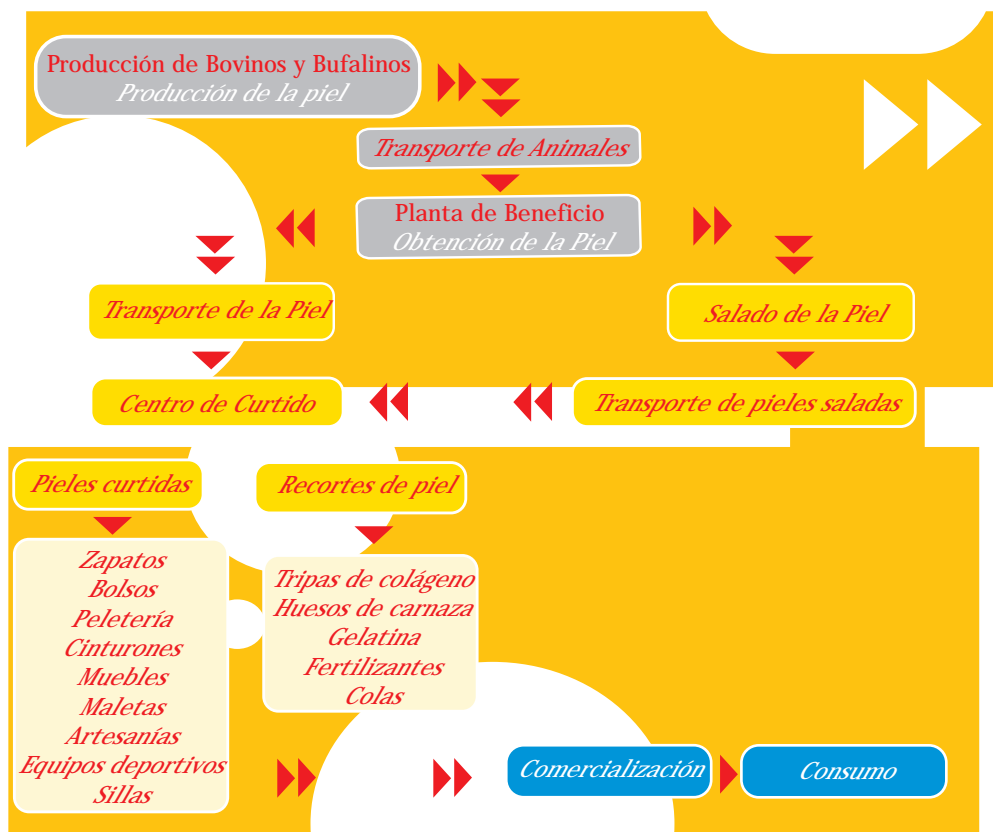 Producción de Bovinos y Bufalinos
Producción de la piel
Transporte de Animales
Planta de Beneficio
Obtención de la Piel
Transporte de la Piel
Salado de la Piel
Centro de Curtido
Transporte de pieles saladas
Pieles curtidas
Recortes de piel
Zapatos
Bolsos
Peletería
Cinturones
Muebles
Maletas
Artesanías
Equipos deportivos
Sillas
Tripas de colágeno
Huesos de carnaza
Gelatina
Fertilizantes
Colas
Comercialización
Consumo